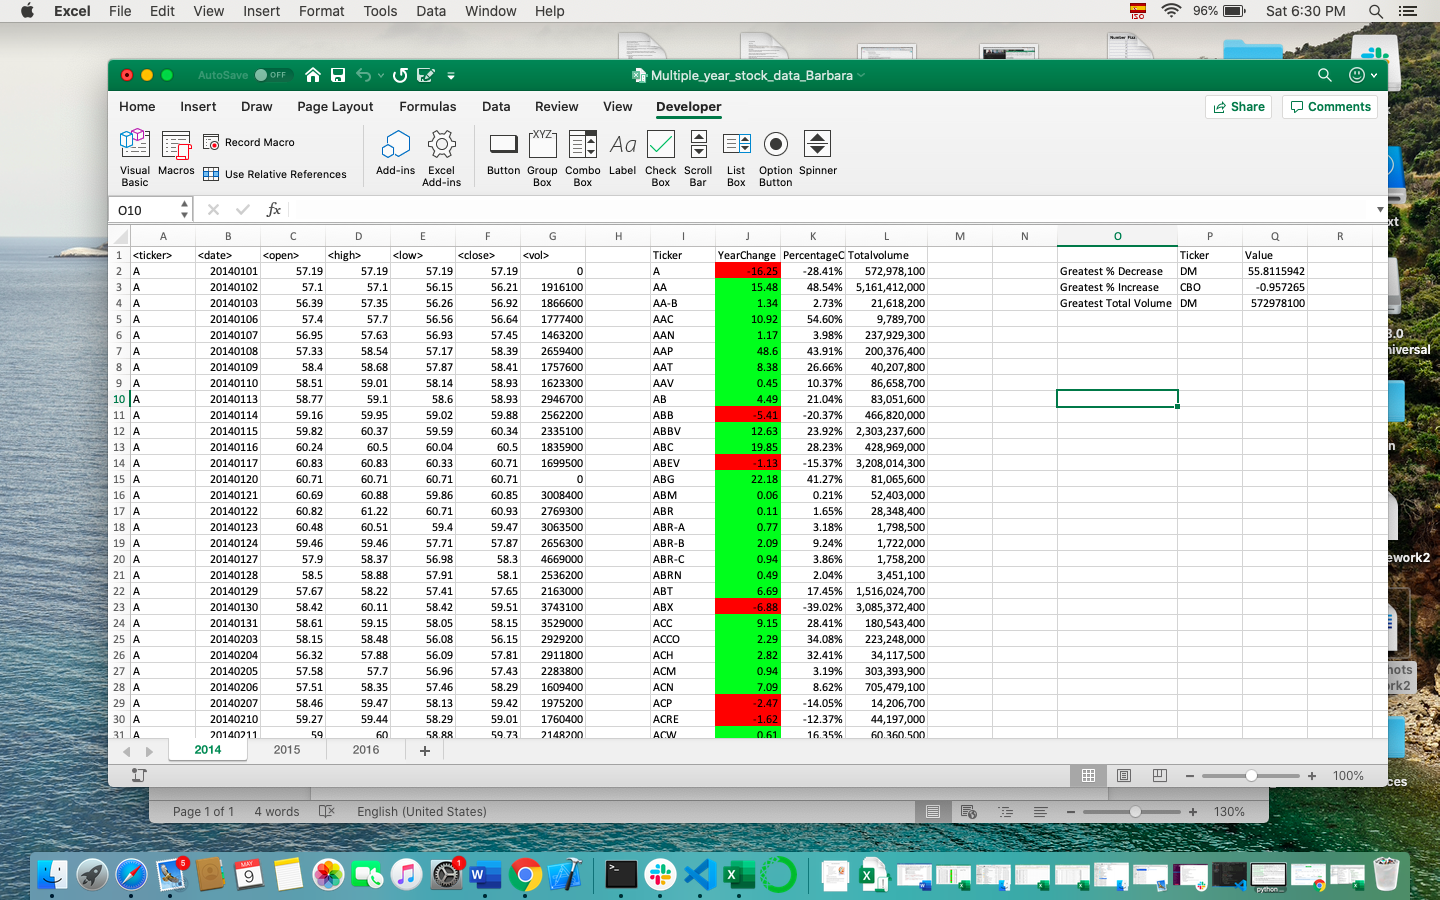 Excel File Edit View Insert Format Tools Data Window Help ISO 96% Sat 6:30 PM
Number Play
AutoSave OFF Multiple_year_stock_data_Barbara
Home Insert Draw Page Layout Formulas Data Review View Developer Share Comments
Visual Basic Macros Record Macro Use Relative References Add-ins Excel Add-ins Button Group Box Combo Box Label Check Box Scroll Bar List Box Option Button Spinner
XYZ Aa
O10 fx
A B C D E F G H I J K L M N O P Q R
1 <ticker> <date> <open> <high> <low> <close> <vol> Ticker YearChange PercentageC Totalvolume Ticker Value
2 A 20140101 57.19 57.19 57.19 57.19 0 A -16.25 -28.41% 572,978,100 Greatest % Decrease DM 55.8115942
3 A 20140102 57.1 57.1 56.15 56.21 1916100 AA 15.48 48.54% 5,161,412,000 Greatest % Increase CBO -0.957265
4 A 20140103 56.39 57.35 56.26 56.92 1866600 AA-B 1.34 2.73% 21,618,200 Greatest Total Volume DM 572978100
5 A 20140106 57.4 57.7 56.56 56.64 1777400 AAC 10.92 54.60% 9,789,700
6 A 20140107 56.95 57.63 56.93 57.45 1463200 AAN 1.17 3.98% 237,929,300
7 A 20140108 57.33 58.54 57.17 58.39 2659400 AAP 48.6 43.91% 200,376,400
8 A 20140109 58.4 58.68 57.87 58.41 1757600 AAT 8.38 26.66% 40,207,800
9 A 20140110 58.51 59.01 58.14 58.93 1623300 AAV 0.45 10.37% 86,658,700
10 A 20140113 58.77 59.1 58.6 58.93 2946700 AB 4.49 21.04% 83,051,600
11 A 20140114 59.16 59.95 59.02 59.88 2562200 ABB -5.41 -20.37% 466,820,000
12 A 20140115 59.82 60.37 59.59 60.34 2335100 ABBV 12.63 23.92% 2,303,237,600
13 A 20140116 60.24 60.5 60.04 60.5 1835900 ABC 19.85 28.23% 428,969,000
14 A 20140117 60.83 60.83 60.33 60.71 1699500 ABEV -1.13 -15.37% 3,208,014,300
15 A 20140120 60.71 60.71 60.71 60.71 0 ABG 22.18 41.27% 81,065,600
16 A 20140121 60.69 60.88 59.86 60.85 3008400 ABM 0.06 0.21% 52,403,000
17 A 20140122 60.82 61.22 60.71 60.93 2769300 ABR 0.11 1.65% 28,348,400
18 A 20140123 60.48 60.51 59.4 59.47 3063500 ABR-A 0.77 3.18% 1,798,500
19 A 20140124 59.46 59.46 57.71 57.87 2656300 ABR-B 2.09 9.24% 1,722,000
20 A 20140127 57.9 58.37 56.98 58.3 4669000 ABR-C 0.94 3.86% 1,758,200
21 A 20140128 58.5 58.88 57.91 58.1 2536200 ABRN 0.49 2.04% 3,451,100
22 A 20140129 57.67 58.22 57.41 57.65 2163000 ABT 6.69 17.45% 1,516,024,700
23 A 20140130 58.42 60.11 58.42 59.51 3743100 ABX -6.88 -39.02% 3,085,372,400
24 A 20140131 58.61 59.15 58.05 58.15 3529000 ACC 9.15 28.41% 180,543,400
25 A 20140203 58.15 58.48 56.08 56.15 2929200 ACCO 2.29 34.08% 223,248,000
26 A 20140204 56.32 57.88 56.09 57.81 2911800 ACH 2.82 32.41% 34,117,500
27 A 20140205 57.58 57.7 56.96 57.43 2283800 ACM 0.94 3.19% 303,393,900
28 A 20140206 57.51 58.35 57.46 58.29 1609400 ACN 7.09 8.62% 705,479,100
29 A 20140207 58.46 59.47 58.13 59.42 1975200 ACP -2.47 -14.05% 14,206,700
30 A 20140210 59.27 59.44 58.29 59.01 1760400 ACRE -1.62 -12.37% 44,197,000
31 A 20140211 59 60 58.88 59.73 2148200 ACW 0.61 16.35% 60,360,500
2014 2015 2016
100%
Page 1 of 1 4 words English (United States) 130%
xt
3.0
niversal
n
ework2
hots
rk2
ces
5 MAY 9 1 W X python